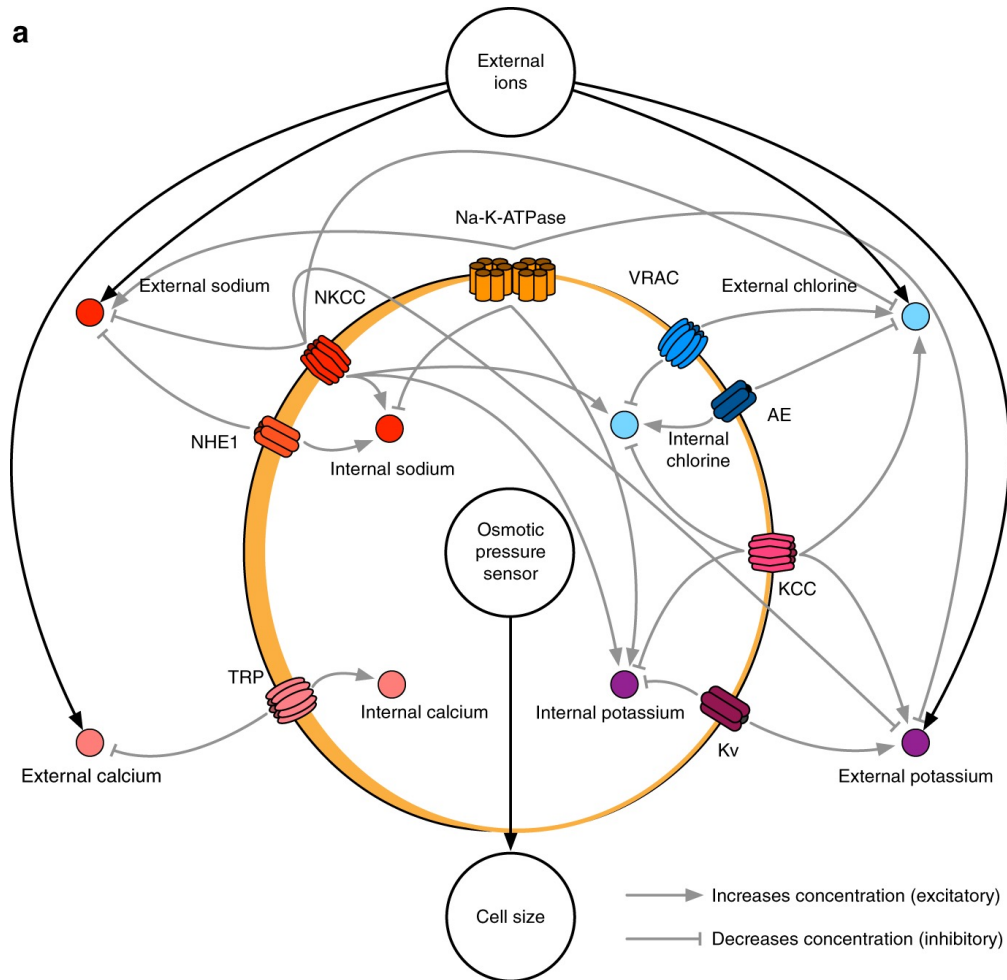 a
External
ions
Na-K-ATPase
External sodium
NKCC
VRAC
External chlorine
NHE1
Internal sodium
AE
Internal
chlorine
Osmotic
pressure
sensor
KCC
TRP
Internal calcium
Internal potassium
Kv
External calcium
External potassium
Cell size
Increases concentration (excitatory)
Decreases concentration (inhibitory)